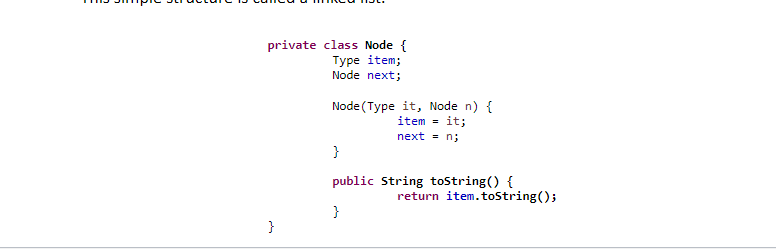 This simple structure is called a linked list.
private class Node {
Type item;
Node next;
Node(Type it, Node n) {
item = it;
next = n;
}
public String toString() {
return item.toString();
}
}